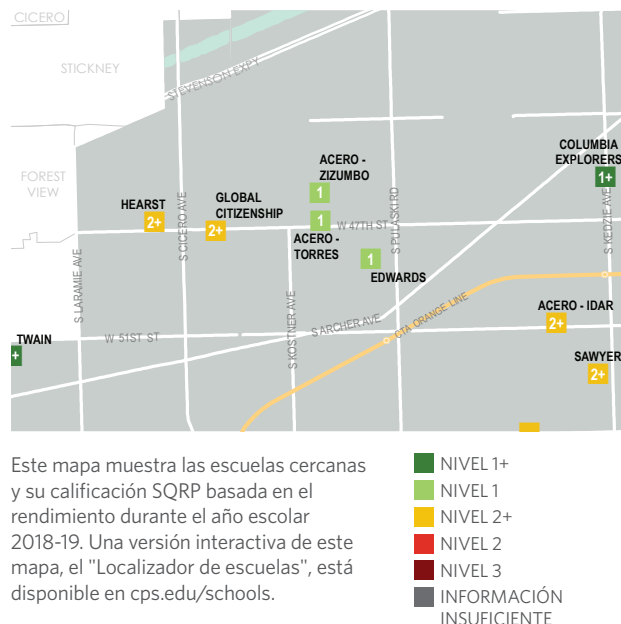 CICERO
STICKNEY
STEVENSON EXPY
FOREST
VIEW
COLUMBIA
EXPLORERS
1+
ACERO -
ZIZUMBO
1
HEARST
2+
GLOBAL
CITIZENSHIP
2+
1
W 47TH ST
ACERO -
TORRES
1
EDWARDS
S LARAMIE AVE
S CICERO AVE
S KOSTNER AVE
S PULASKI RD
S KEDZIE AVE
S ARCHER AVE
CTA ORANGE LINE
W 51ST ST
TWAIN
+
ACERO - IDAR
2+
SAWYER
2+
Este mapa muestra las escuelas cercanas
y su calificación SQRP basada en el
rendimiento durante el año escolar
2018-19. Una versión interactiva de este
mapa, el "Localizador de escuelas", está
disponible en cps.edu/schools.
NIVEL 1+
NIVEL 1
NIVEL 2+
NIVEL 2
NIVEL 3
INFORMACIÓN
INSUFICIENTE